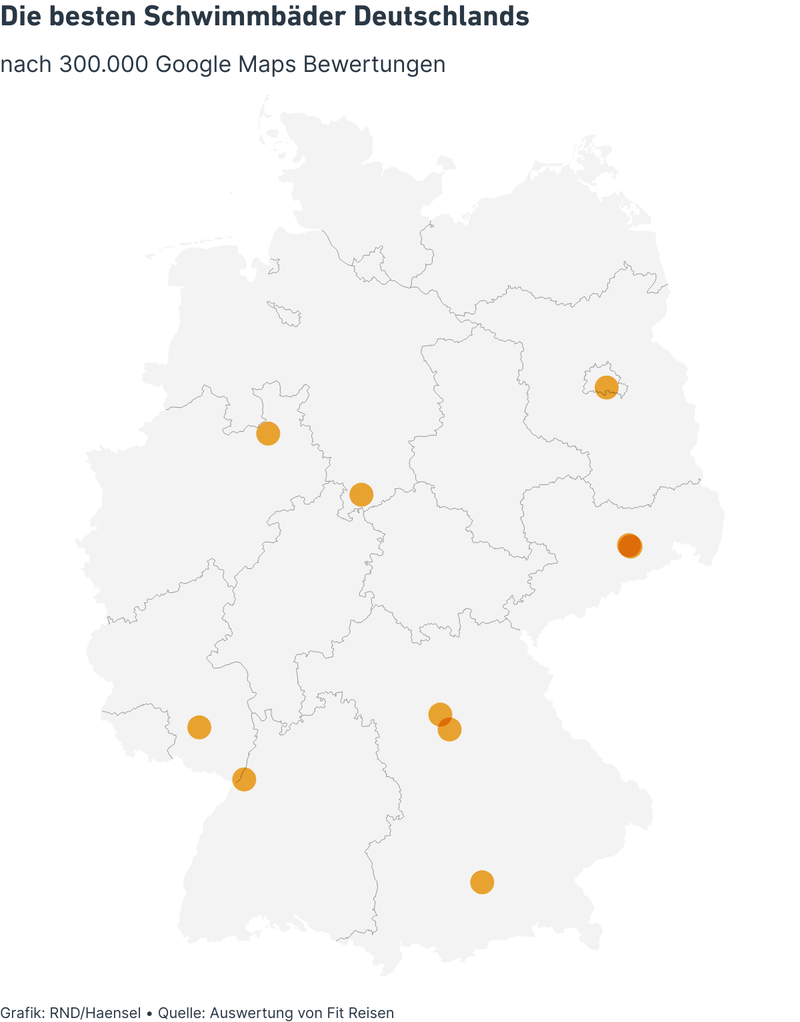 Die besten Schwimmbäder Deutschlands
nach 300.000 Google Maps Bewertungen
Grafik: RND/Haensel • Quelle: Auswertung von Fit Reisen